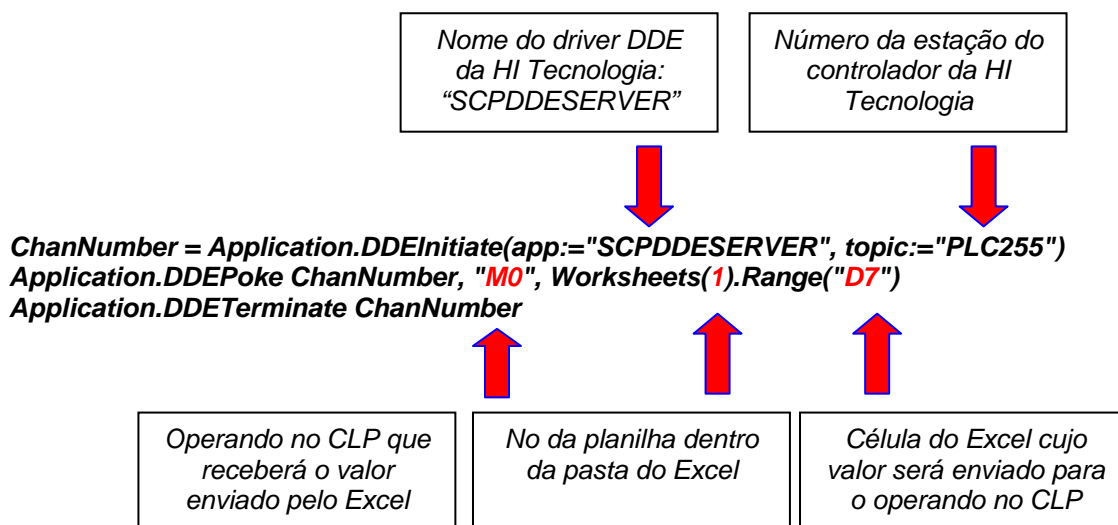 Nome do driver DDE
da HI Tecnologia:
“SCPDDESERVER”
Número da estação do
controlador da HI
Tecnologia
ChanNumber = Application.DDEInitiate(app:="SCPDDESERVER", topic:="PLC255")
Application.DDEPoke ChanNumber, "M0", Worksheets(1).Range("D7")
Application.DDETerminate ChanNumber
Operando no CLP que
receberá o valor
enviado pelo Excel
No da planilha dentro
da pasta do Excel
Célula do Excel cujo
valor será enviado para
o operando no CLP